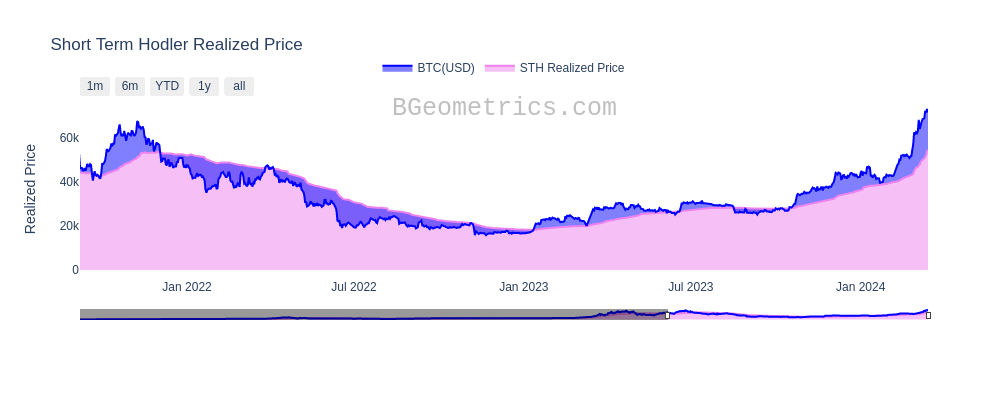 Short Term Hodler Realized Price
BTC(USD) STH Realized Price
1m 6m YTD 1y all
BGeometrics.com
Realized Price
60k
40k
20k
0
Jan 2022 Jul 2022 Jan 2023 Jul 2023 Jan 2024